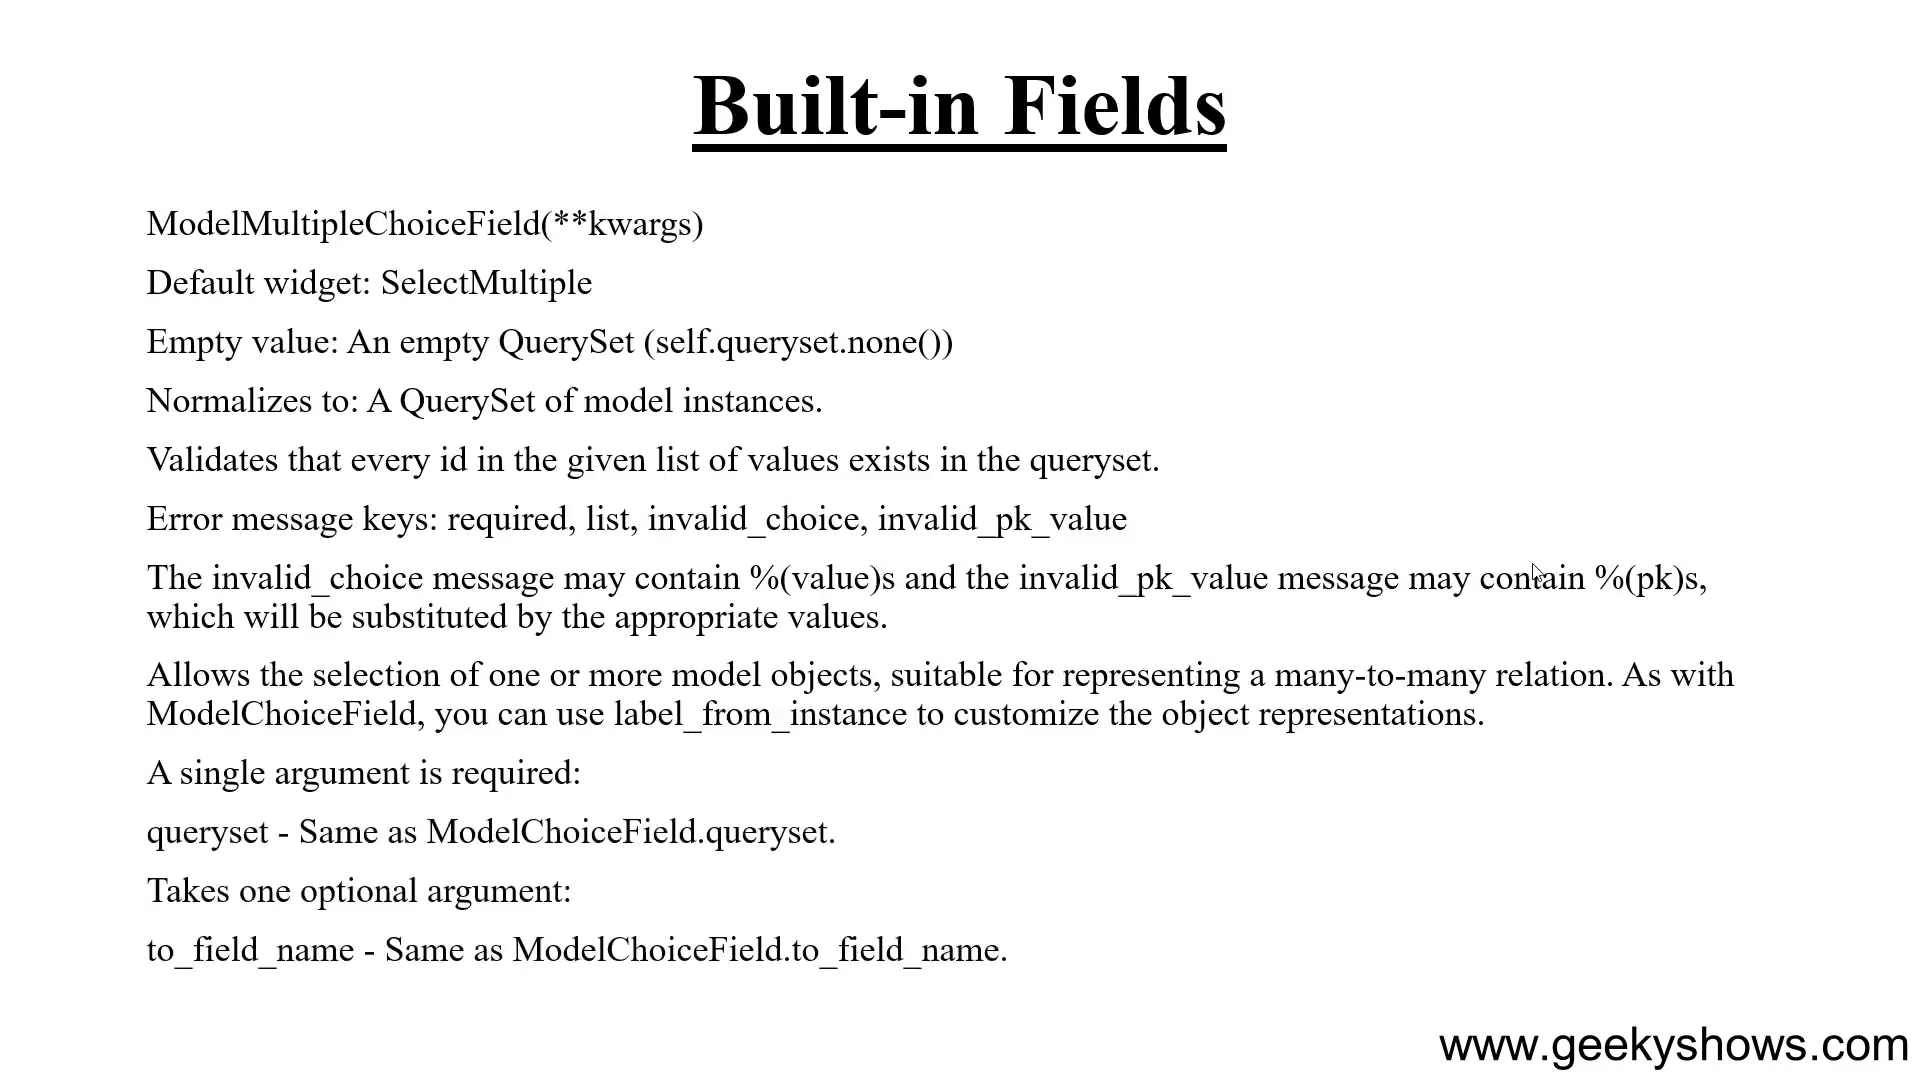 Built-in Fields
ModelMultipleChoiceField(**kwargs)
Default widget: SelectMultiple
Empty value: An empty QuerySet (self.queryset.none())
Normalizes to: A QuerySet of model instances.
Validates that every id in the given list of values exists in the queryset.
Error message keys: required, list, invalid_choice, invalid_pk_value
The invalid_choice message may contain %(value)s and the invalid_pk_value message may contain %(pk)s,
which will be substituted by the appropriate values.
Allows the selection of one or more model objects, suitable for representing a many-to-many relation. As with
ModelChoiceField, you can use label_from_instance to customize the object representations.
A single argument is required:
queryset - Same as ModelChoiceField.queryset.
Takes one optional argument:
to_field_name - Same as ModelChoiceField.to_field_name.
www.geekyshows.com